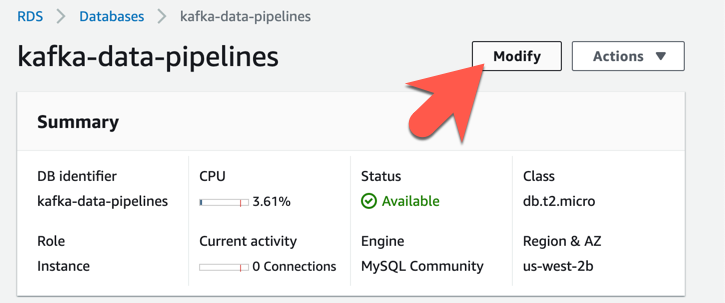 RDS > Databases > kafka-data-pipelines
kafka-data-pipelines Modify Actions ▼
Summary
DB identifier CPU Status Class
kafka-data-pipelines 3.61% Available db.t2.micro
Role Current activity Engine Region & AZ
Instance 0 Connections MySQL Community us-west-2b